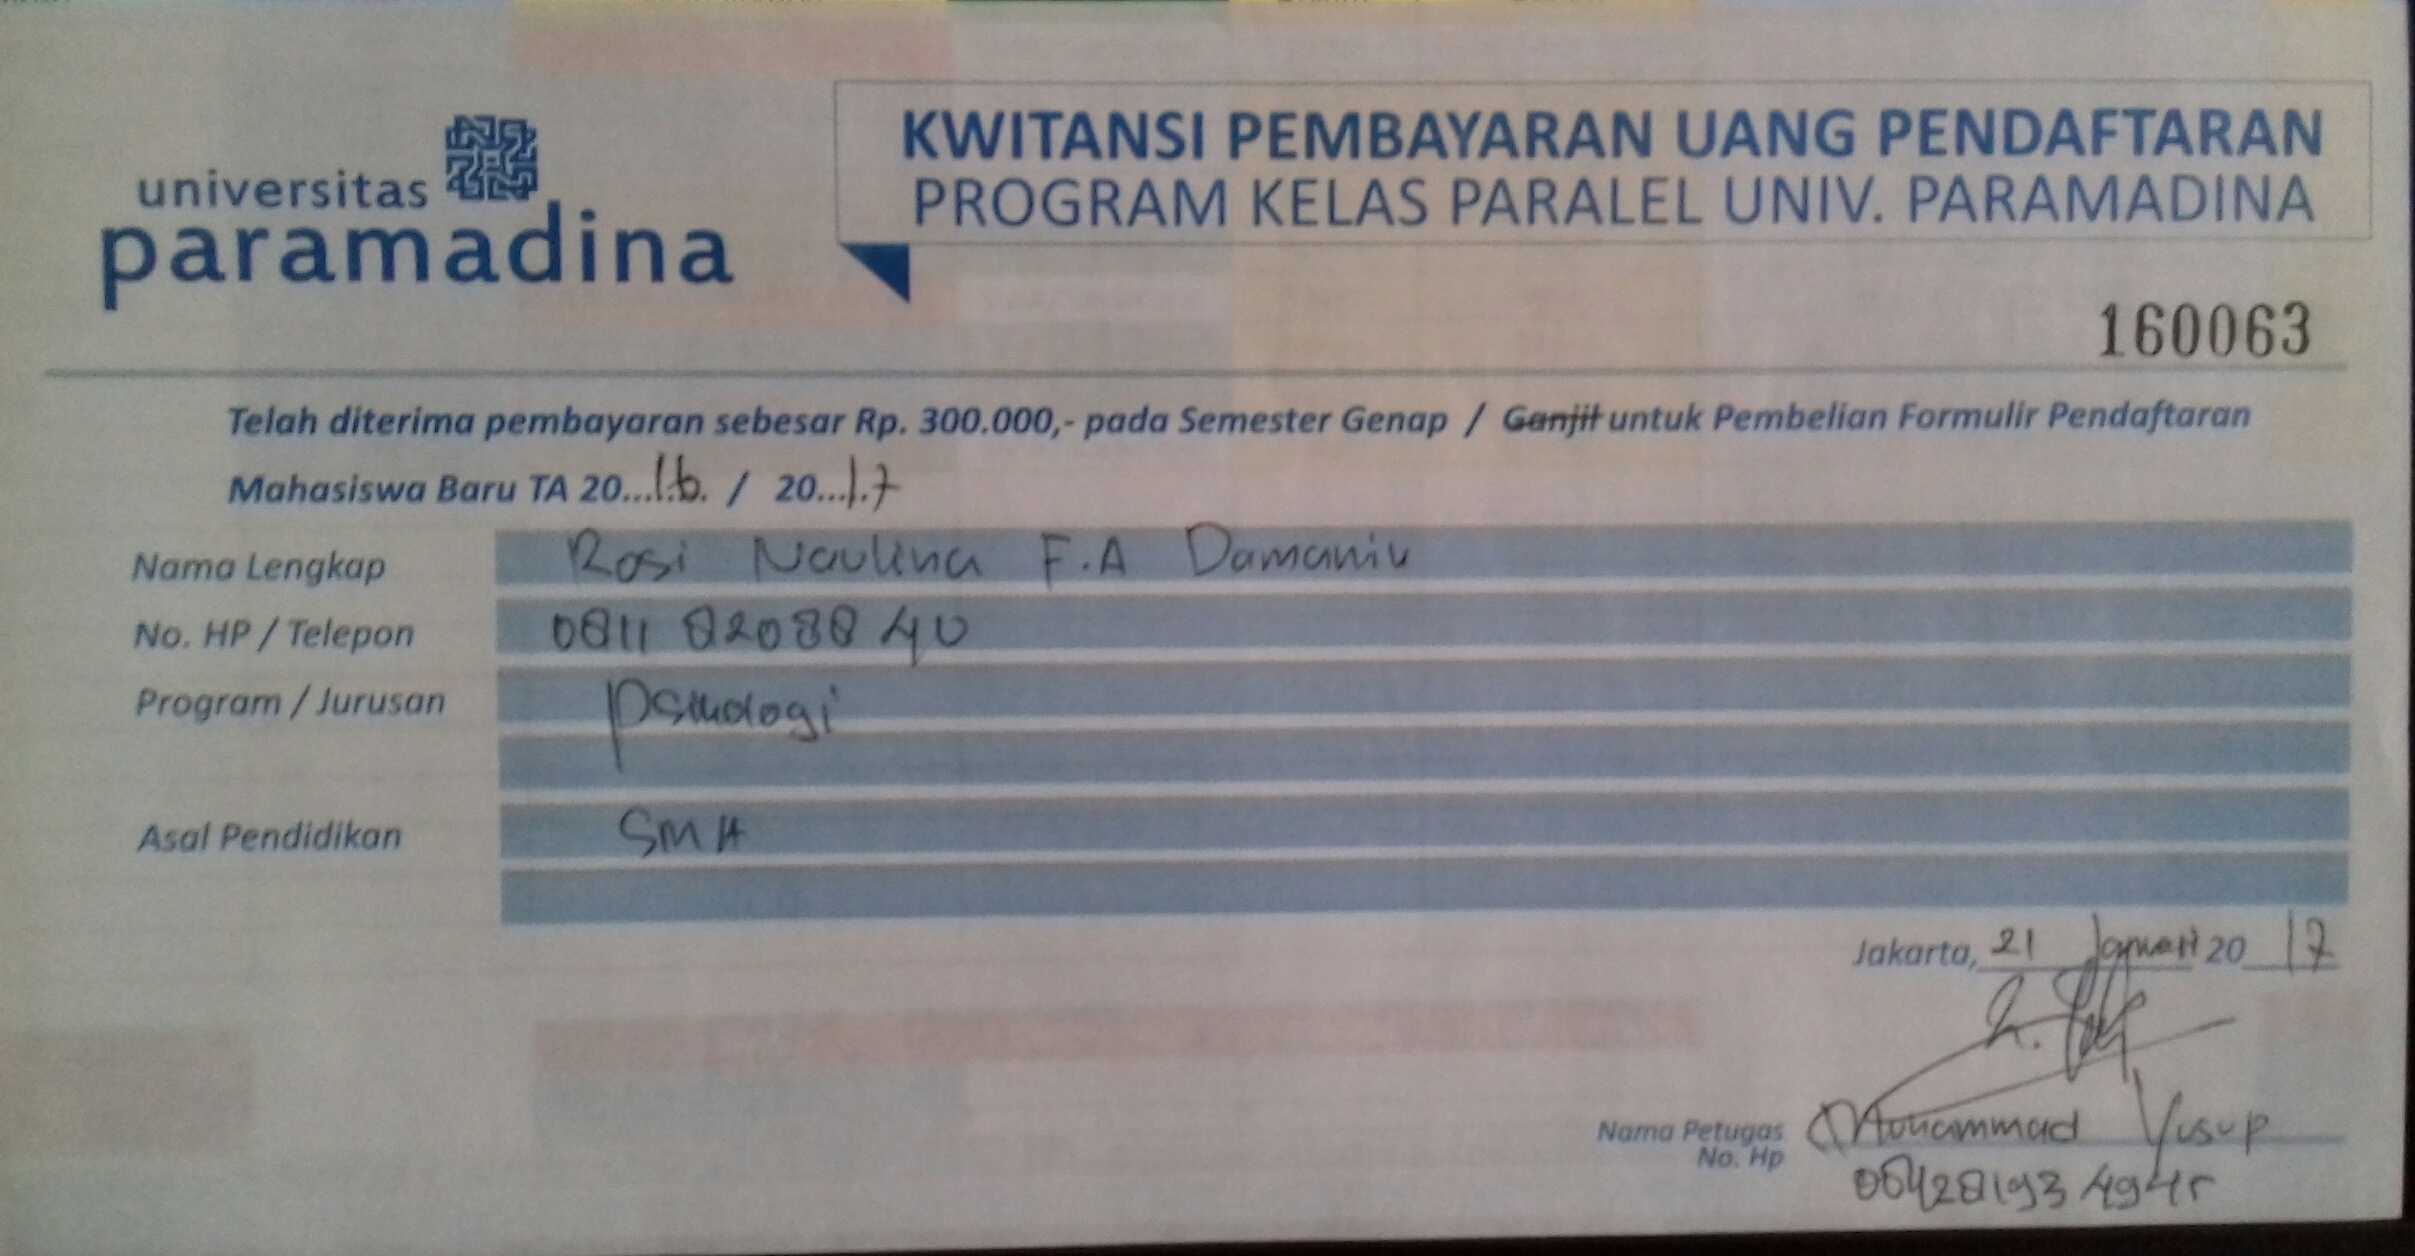 universitas
paramadina
KWITANSI PEMBAYARAN UANG PENDAFTARAN
PROGRAM KELAS PARALEL UNIV. PARAMADINA
160063
Telah diterima pembayaran sebesar Rp. 300.000,- pada Semester Genap / Ganjil untuk Pembelian Formulir Pendaftaran
Mahasiswa Baru TA 20...16. / 20...17
Nama Lengkap Rosi Naulina F.A Damanik
No. HP / Telepon 0811 82088 40
Program / Jurusan Psikologi
Asal Pendidikan SMA
Jakarta, 21 Januari 20 17
Nama Petugas Muhammad Yusup
No. Hp